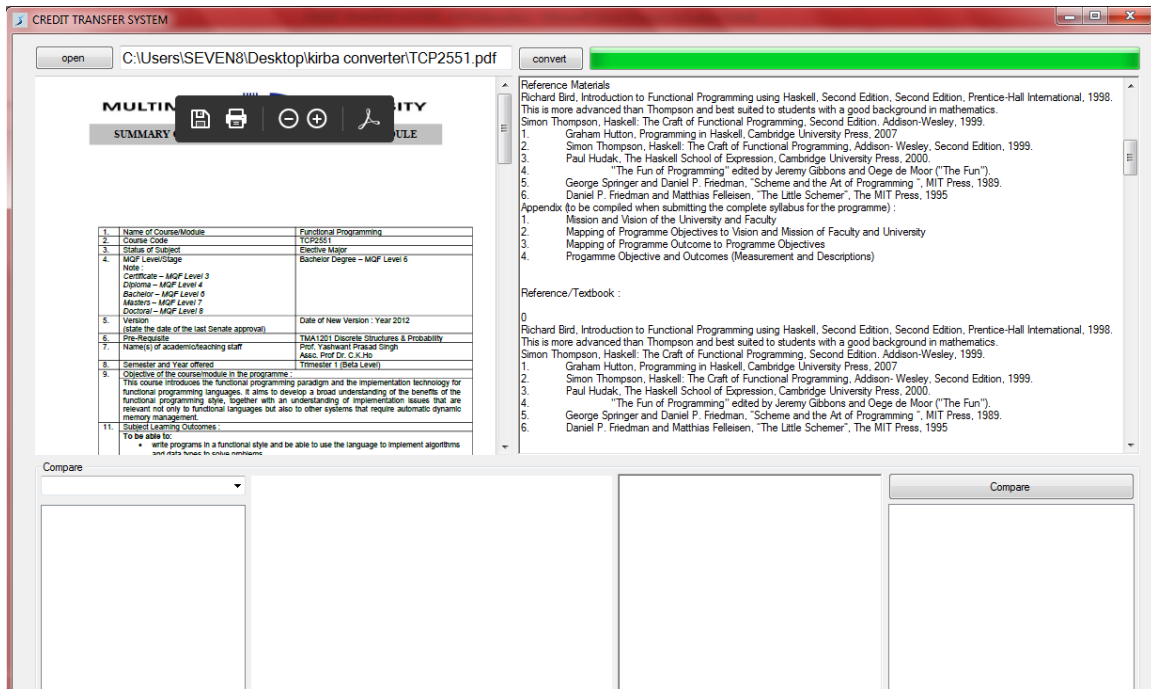 CREDIT TRANSFER SYSTEM
open
C:\Users\SEVEN8\Desktop\kirba converter\TCP2551.pdf
convert
MULTIN ITY
SUMMARY ULE
1. Name of Course/Module Functional Programming
2. Course Code TCP2551
3. Status of Subject Elective Major
4. MQF Level/Stage Bachelor Degree – MQF Level 6
Note :
Certificate – MQF Level 3
Diploma – MQF Level 4
Bachelor – MQF Level 6
Masters – MQF Level 7
Doctoral – MQF Level 8
5. Version Date of New Version : Year 2012
(state the date of the last Senate approval)
6. Pre-Requisite TMA1201 Discrete Structures & Probability
7. Name(s) of academic/teaching staff Prof. Yashwant Prasad Singh
Assc. Prof Dr. C.K.Ho
8. Semester and Year offered Trimester 1 (Beta Level)
9. Objective of the course/module in the programme :
This course introduces the functional programming paradigm and the implementation technology for
functional programming languages. It aims to develop a broad understanding of the benefits of the
functional programming style, together with an understanding of implementation issues that are
relevant not only to functional languages but also to other systems that require automatic dynamic
memory management.
11. Subject Learning Outcomes :
To be able to:
• write programs in a functional style and be able to use the language to implement algorithms
and data types to solve problems
Reference Materials
Richard Bird, Introduction to Functional Programming using Haskell, Second Edition, Second Edition, Prentice-Hall International, 1998.
This is more advanced than Thompson and best suited to students with a good background in mathematics.
Simon Thompson, Haskell: The Craft of Functional Programming, Second Edition. Addison-Wesley, 1999.
1. Graham Hutton, Programming in Haskell, Cambridge University Press, 2007
2. Simon Thompson, Haskell: The Craft of Functional Programming, Addison- Wesley, Second Edition, 1999.
3. Paul Hudak, The Haskell School of Expression, Cambridge University Press, 2000.
4. "The Fun of Programming" edited by Jeremy Gibbons and Oege de Moor ("The Fun").
5. George Springer and Daniel P. Friedman, "Scheme and the Art of Programming ", MIT Press, 1989.
6. Daniel P. Friedman and Matthias Felleisen, "The Little Schemer", The MIT Press, 1995
Appendix (to be compiled when submitting the complete syllabus for the programme) :
1. Mission and Vision of the University and Faculty
2. Mapping of Programme Objectives to Vision and Mission of Faculty and University
3. Mapping of Programme Outcome to Programme Objectives
4. Progamme Objective and Outcomes (Measurement and Descriptions)
Reference/Textbook :
0
Richard Bird, Introduction to Functional Programming using Haskell, Second Edition, Second Edition, Prentice-Hall International, 1998.
This is more advanced than Thompson and best suited to students with a good background in mathematics.
Simon Thompson, Haskell: The Craft of Functional Programming, Second Edition. Addison-Wesley, 1999.
1. Graham Hutton, Programming in Haskell, Cambridge University Press, 2007
2. Simon Thompson, Haskell: The Craft of Functional Programming, Addison- Wesley, Second Edition, 1999.
3. Paul Hudak, The Haskell School of Expression, Cambridge University Press, 2000.
4. "The Fun of Programming" edited by Jeremy Gibbons and Oege de Moor ("The Fun").
5. George Springer and Daniel P. Friedman, "Scheme and the Art of Programming ", MIT Press, 1989.
6. Daniel P. Friedman and Matthias Felleisen, "The Little Schemer", The MIT Press, 1995
Compare
Compare